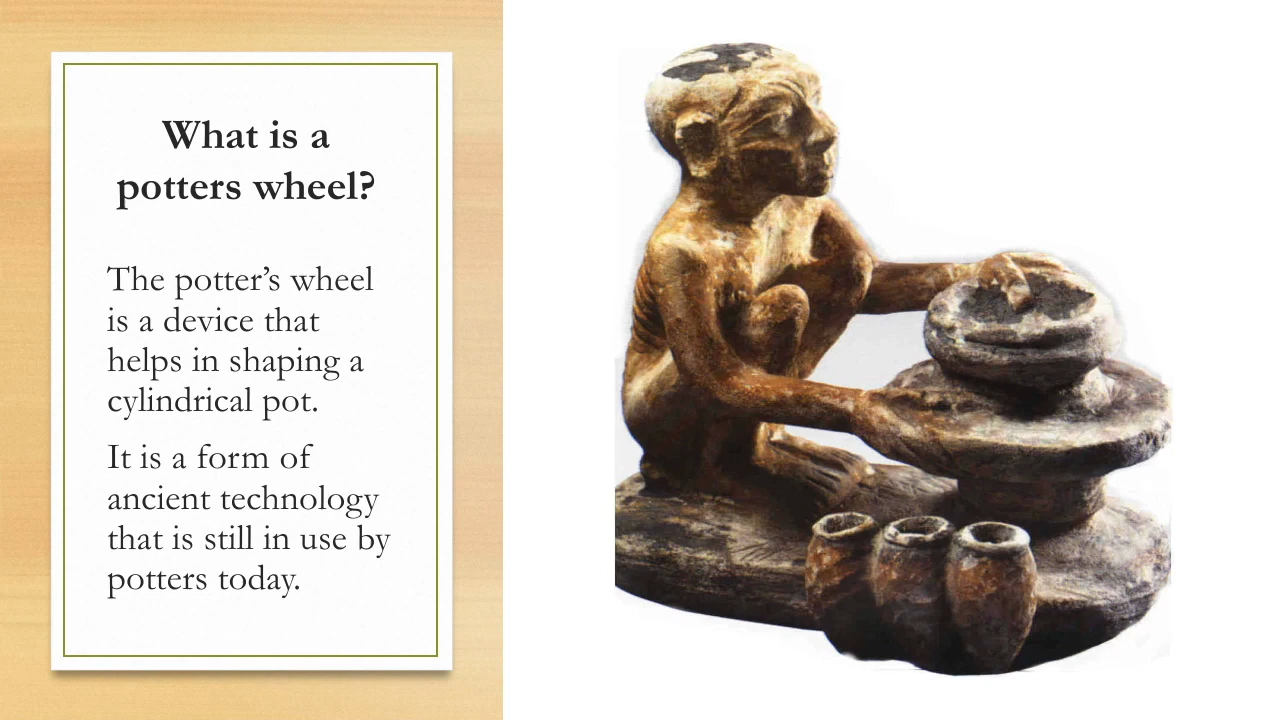 What is a
potters wheel?
The potter’s wheel
is a device that
helps in shaping a
cylindrical pot.
It is a form of
ancient technology
that is still in use by
potters today.